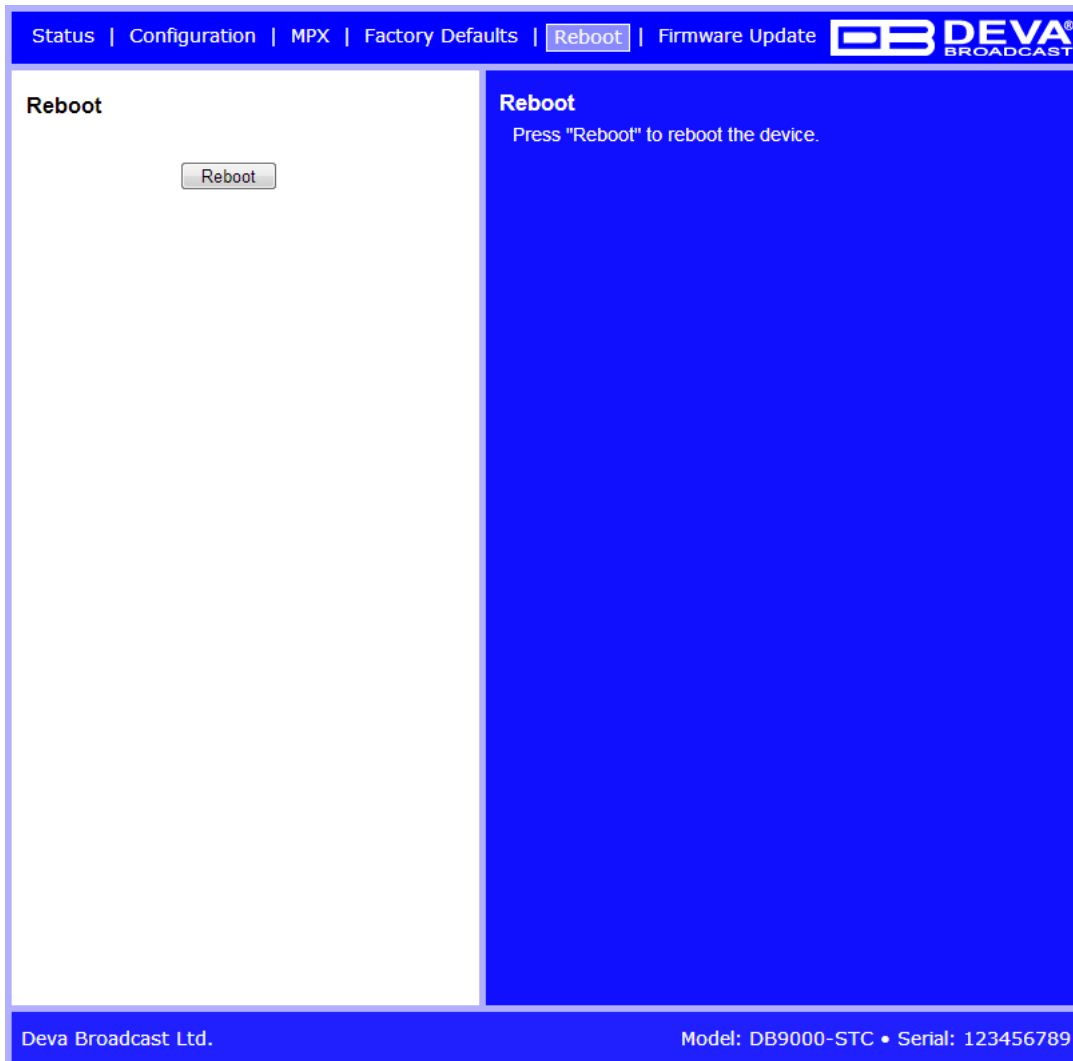 Status | Configuration | MPX | Factory Defaults | Reboot | Firmware Update
DB DEVA®
BROADCAST
Reboot
Reboot
Reboot
Press "Reboot" to reboot the device.
Deva Broadcast Ltd.
Model: DB9000-STC • Serial: 123456789